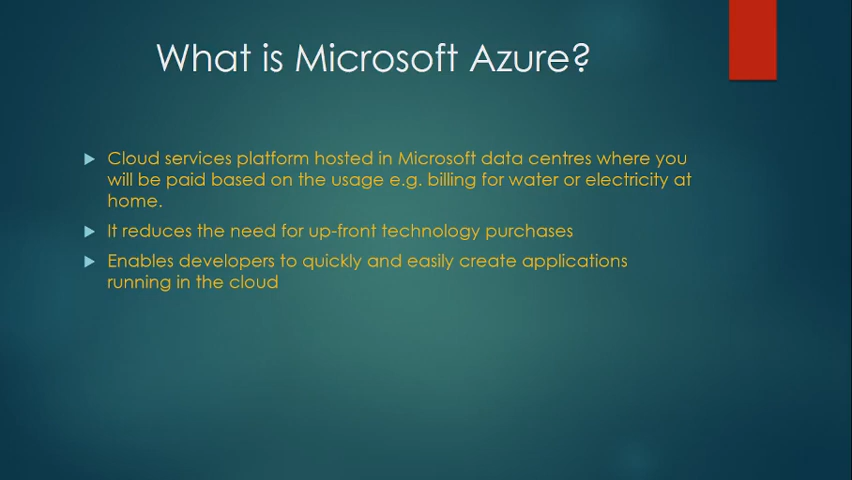 What is Microsoft Azure?
Cloud services platform hosted in Microsoft data centres where you
will be paid based on the usage e.g. billing for water or electricity at
home.
It reduces the need for up-front technology purchases
Enables developers to quickly and easily create applications
running in the cloud